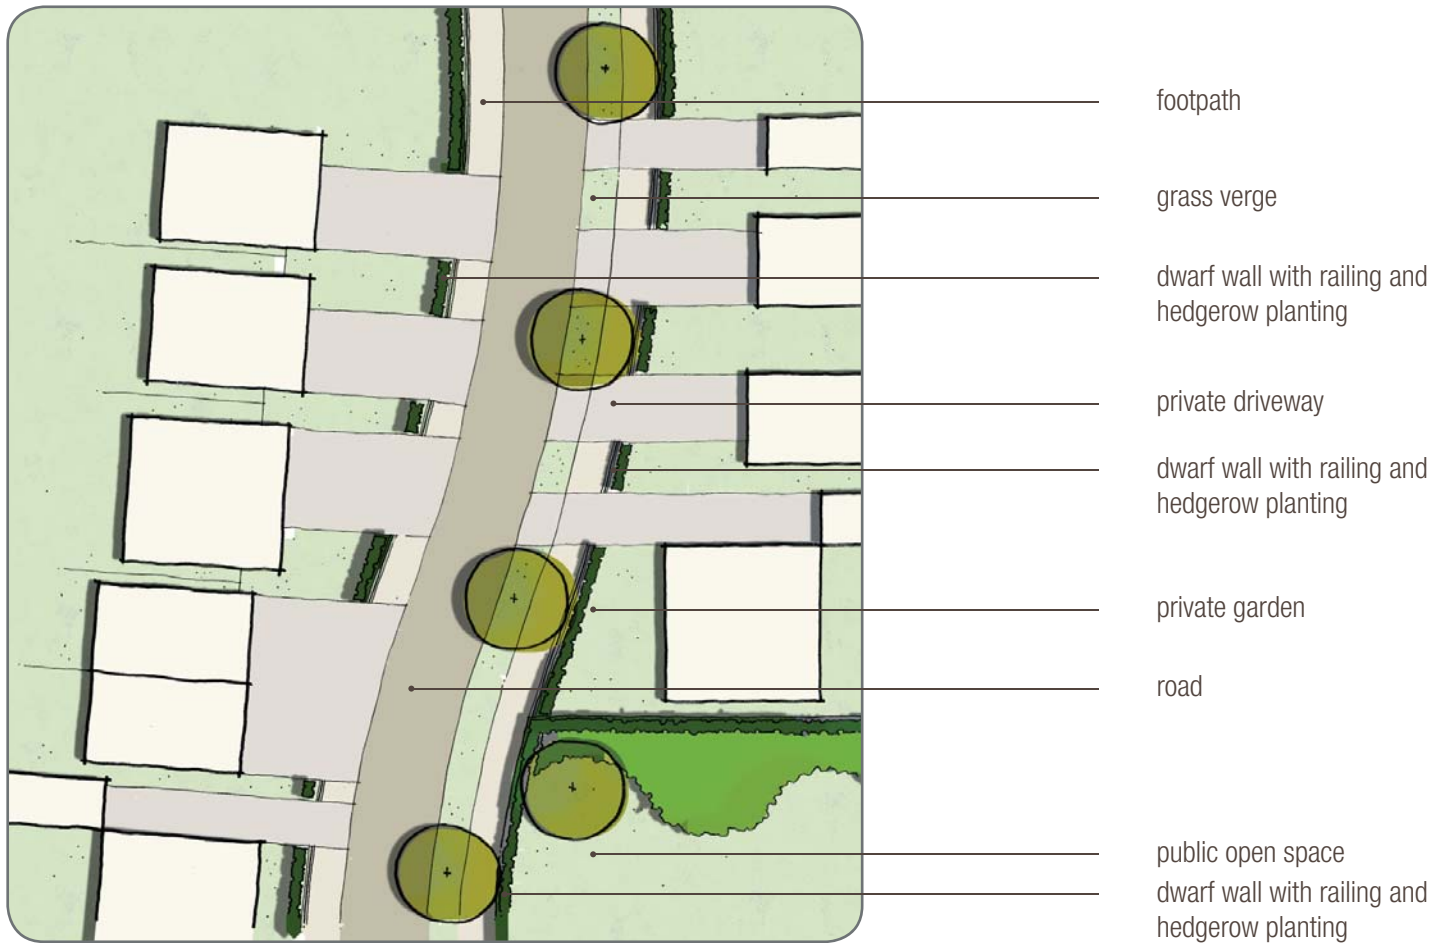 footpath
grass verge
dwarf wall with railing and
hedgerow planting
private driveway
dwarf wall with railing and
hedgerow planting
private garden
road
public open space
dwarf wall with railing and
hedgerow planting